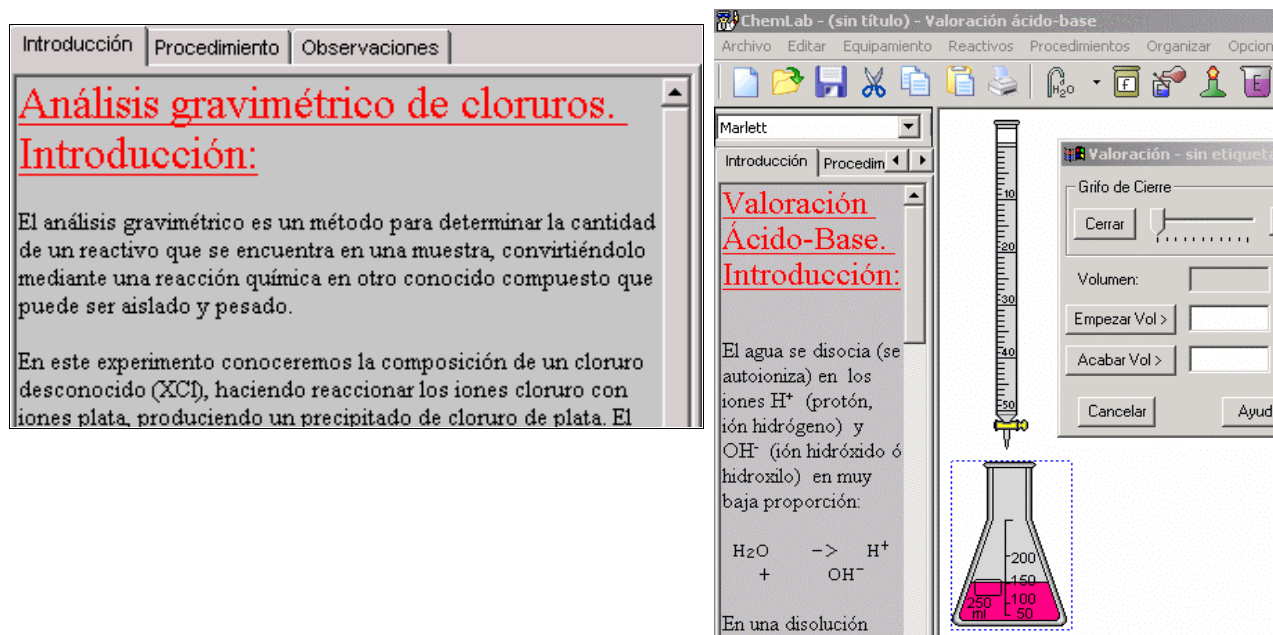 Introducción Procedimiento Observaciones
Análisis gravimétrico de cloruros.
Introducción:
El análisis gravimétrico es un método para determinar la cantidad
de un reactivo que se encuentra en una muestra, convirtiéndolo
mediante una reacción química en otro conocido compuesto que
puede ser aislado y pesado.
En este experimento conoceremos la composición de un cloruro
desconocido (XCl), haciendo reaccionar los iones cloruro con
iones plata, produciendo un precipitado de cloruro de plata. El
ChemLab - (sin título) - Valoración ácido-base
Archivo Editar Equipamiento Reactivos Procedimientos Organizar Opcion
H2O F E
Marlett
Introducción Procedim
Valoración
Ácido-Base.
Introducción:
El agua se disocia (se
autoioniza) en los
iones H⁺ (protón,
ión hidrógeno) y
OH⁻ (ión hidróxido ó
hidroxilo) en muy
baja proporción:
H2O -> H⁺
+ OH⁻
En una disolución
10
20
30
40
50
Valoración - sin etiqueta
Grifo de Cierre
Cerrar
Volumen:
Empezar Vol >
Acabar Vol >
Cancelar Ayud
200
150
100
50
250
ml